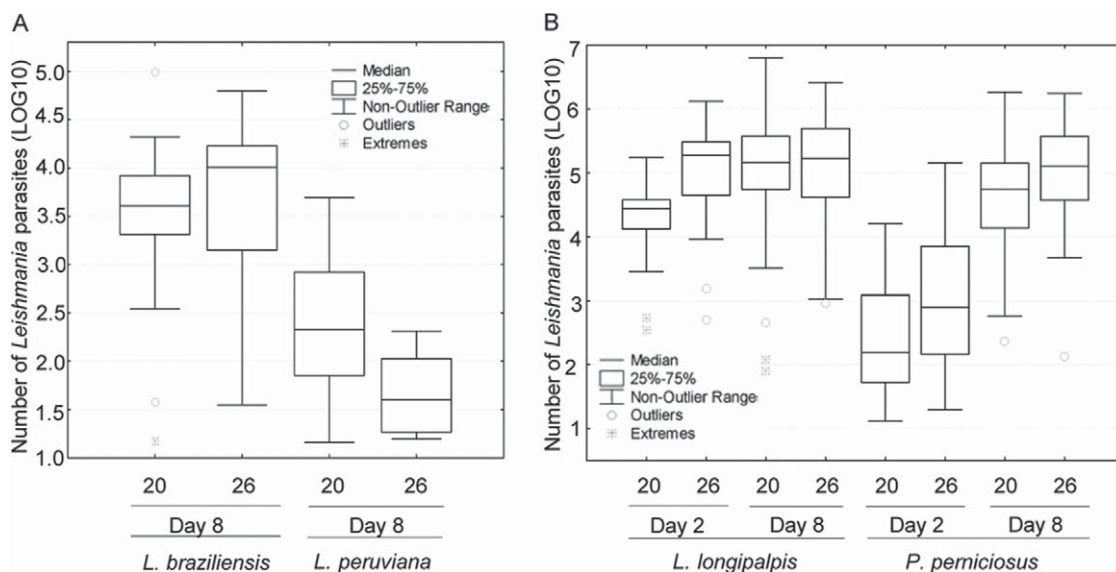 A
Number of Leishmania parasites (LOG10)
5.0
4.5
4.0
3.5
3.0
2.5
2.0
1.5
1.0
Median
25%-75%
Non-Outlier Range
Outliers
Extremes
20 26 20 26
Day 8 Day 8
L. braziliensis L. peruviana
B
Number of Leishmania parasites (LOG10)
7
6
5
4
3
2
1
Median
25%-75%
Non-Outlier Range
Outliers
Extremes
20 26 20 26 20 26 20 26
Day 2 Day 8 Day 2 Day 8
L. longipalpis P. perniciosus